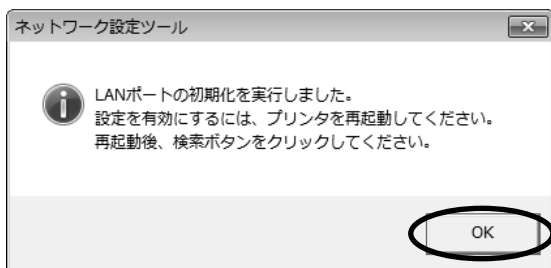 ネットワーク設定ツール
LANポートの初期化を実行しました。
設定を有効にするには、プリンタを再起動してください。
再起動後、検索ボタンをクリックしてください。
OK